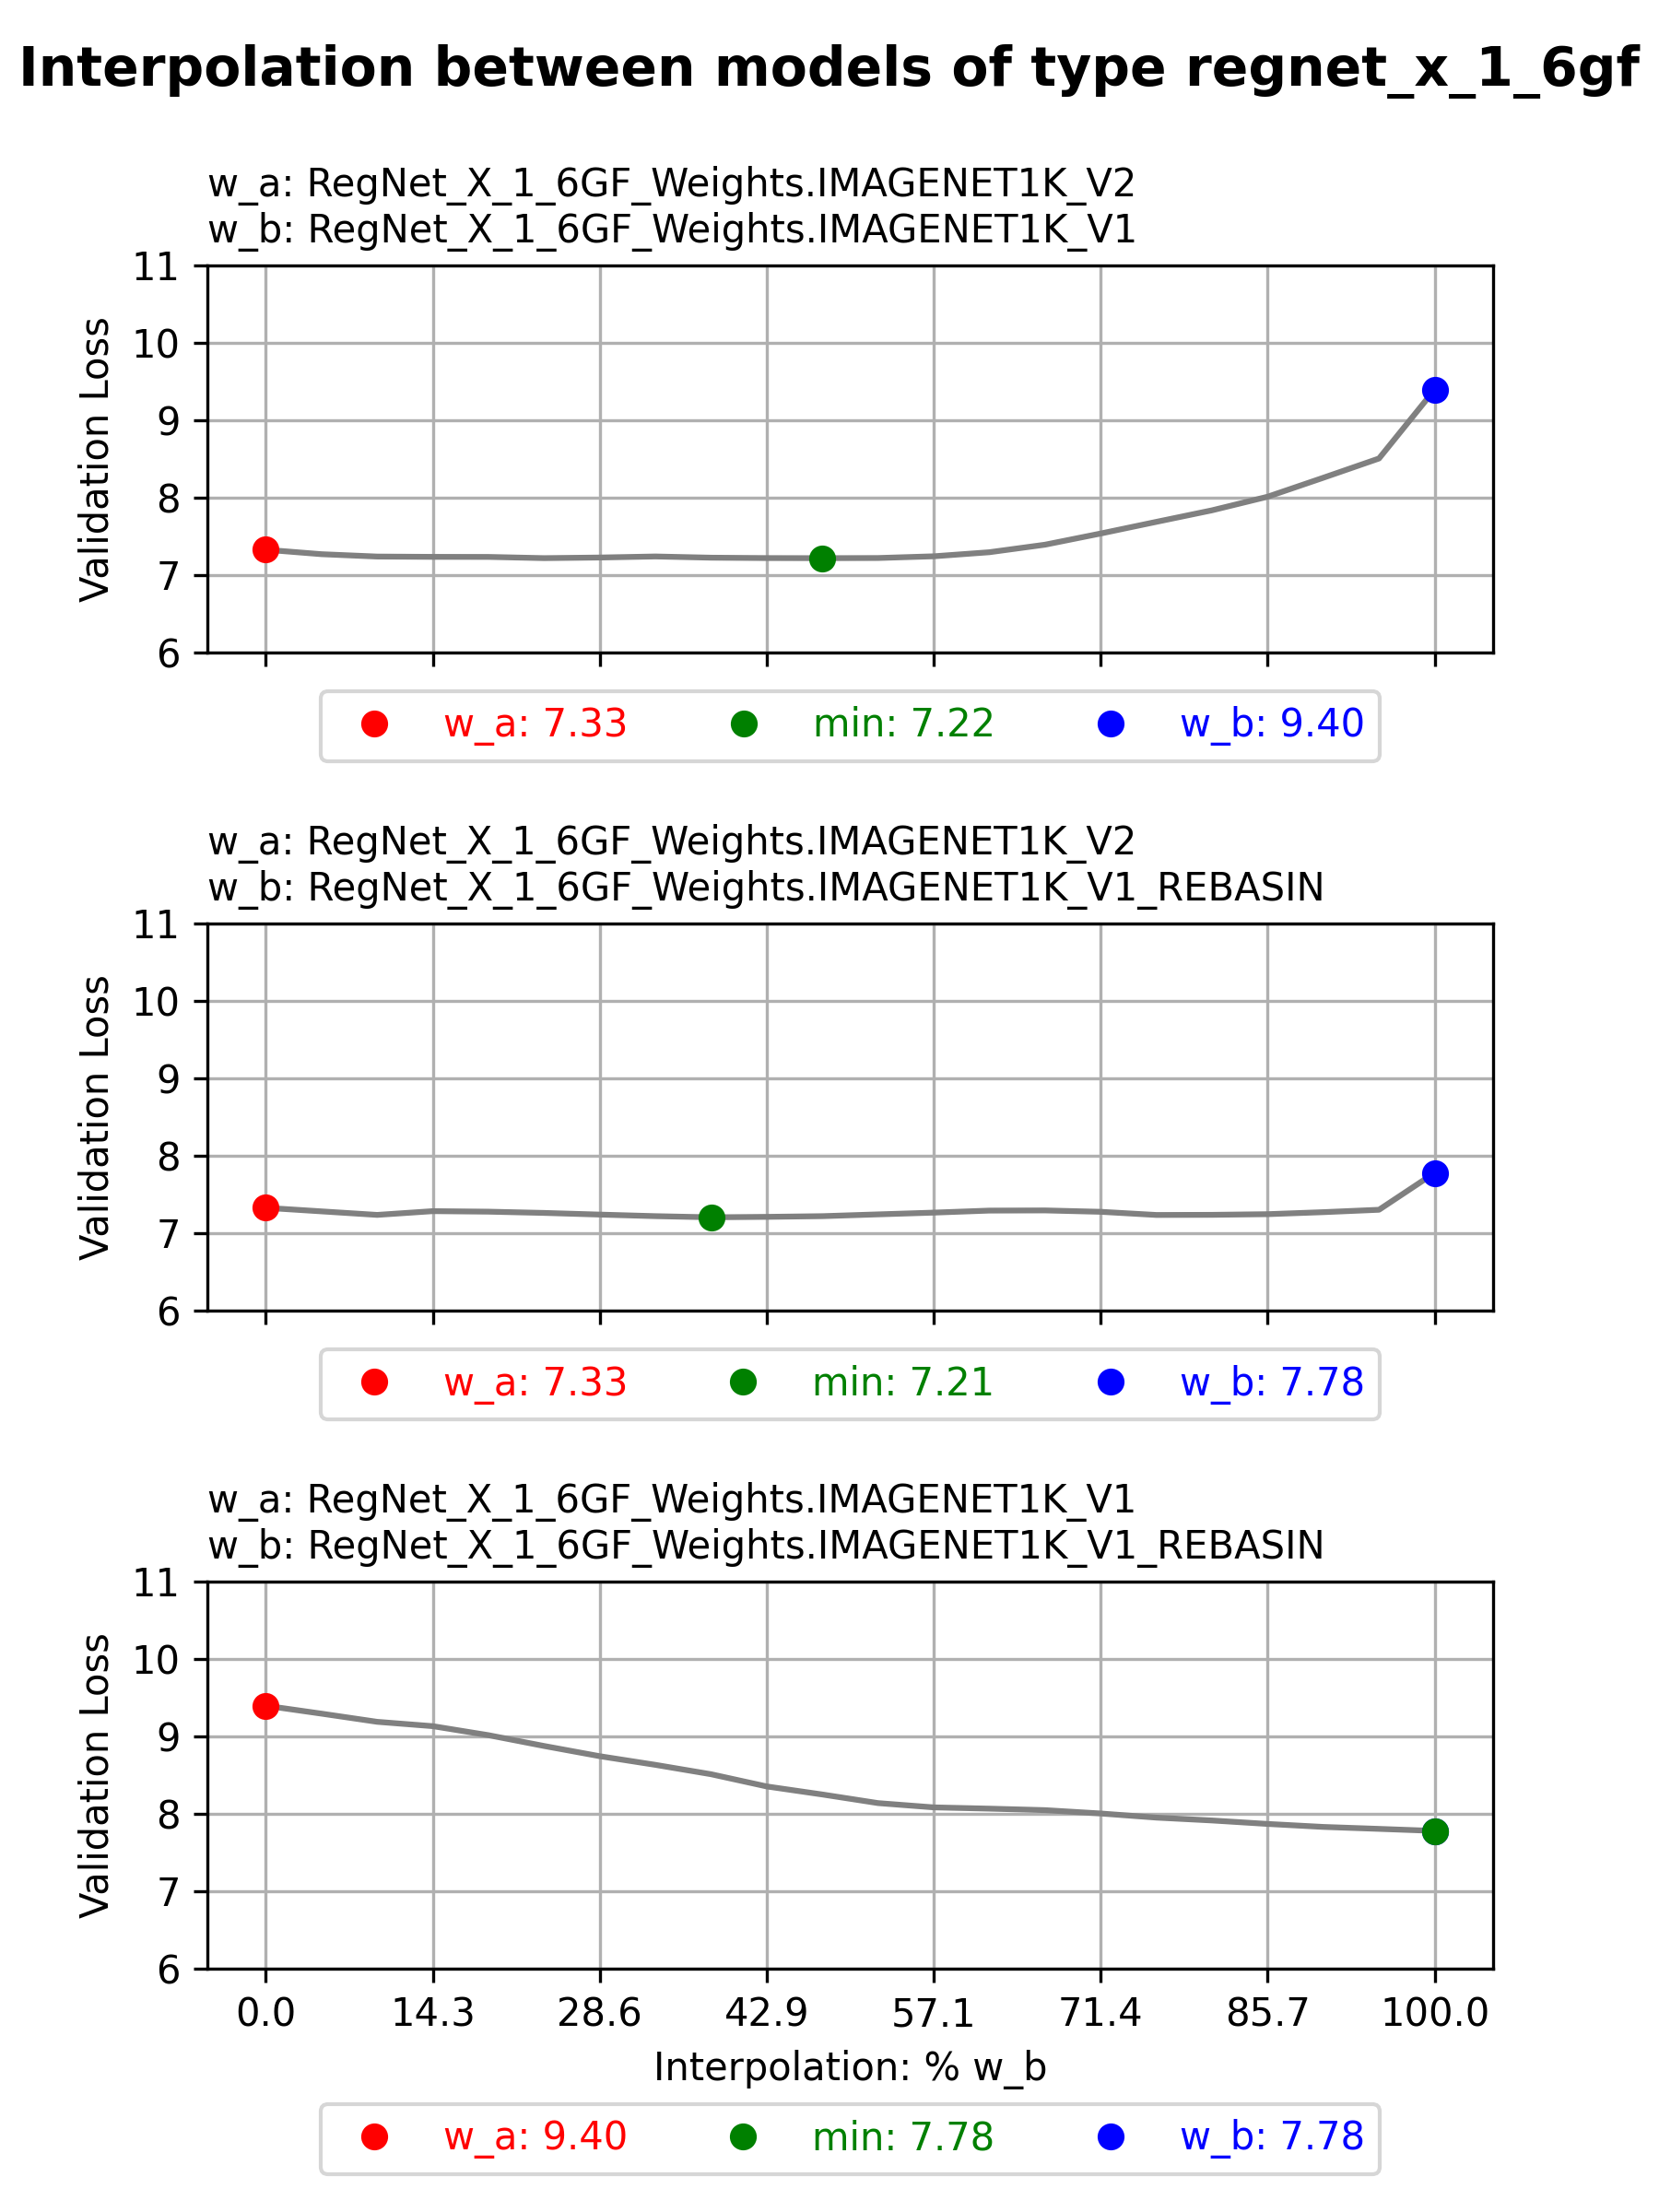 Interpolation between models of type regnet_x_1_6gf
w_a: RegNet_X_1_6GF_Weights.IMAGENET1K_V2
w_b: RegNet_X_1_6GF_Weights.IMAGENET1K_V1
11
10
9
8
7
6
Validation Loss
w_a: 7.33
min: 7.22
w_b: 9.40
w_a: RegNet_X_1_6GF_Weights.IMAGENET1K_V2
w_b: RegNet_X_1_6GF_Weights.IMAGENET1K_V1_REBASIN
11
10
9
8
7
6
Validation Loss
w_a: 7.33
min: 7.21
w_b: 7.78
w_a: RegNet_X_1_6GF_Weights.IMAGENET1K_V1
w_b: RegNet_X_1_6GF_Weights.IMAGENET1K_V1_REBASIN
11
10
9
8
7
6
Validation Loss
0.0 14.3 28.6 42.9 57.1 71.4 85.7 100.0
Interpolation: % w_b
w_a: 9.40
min: 7.78
w_b: 7.78